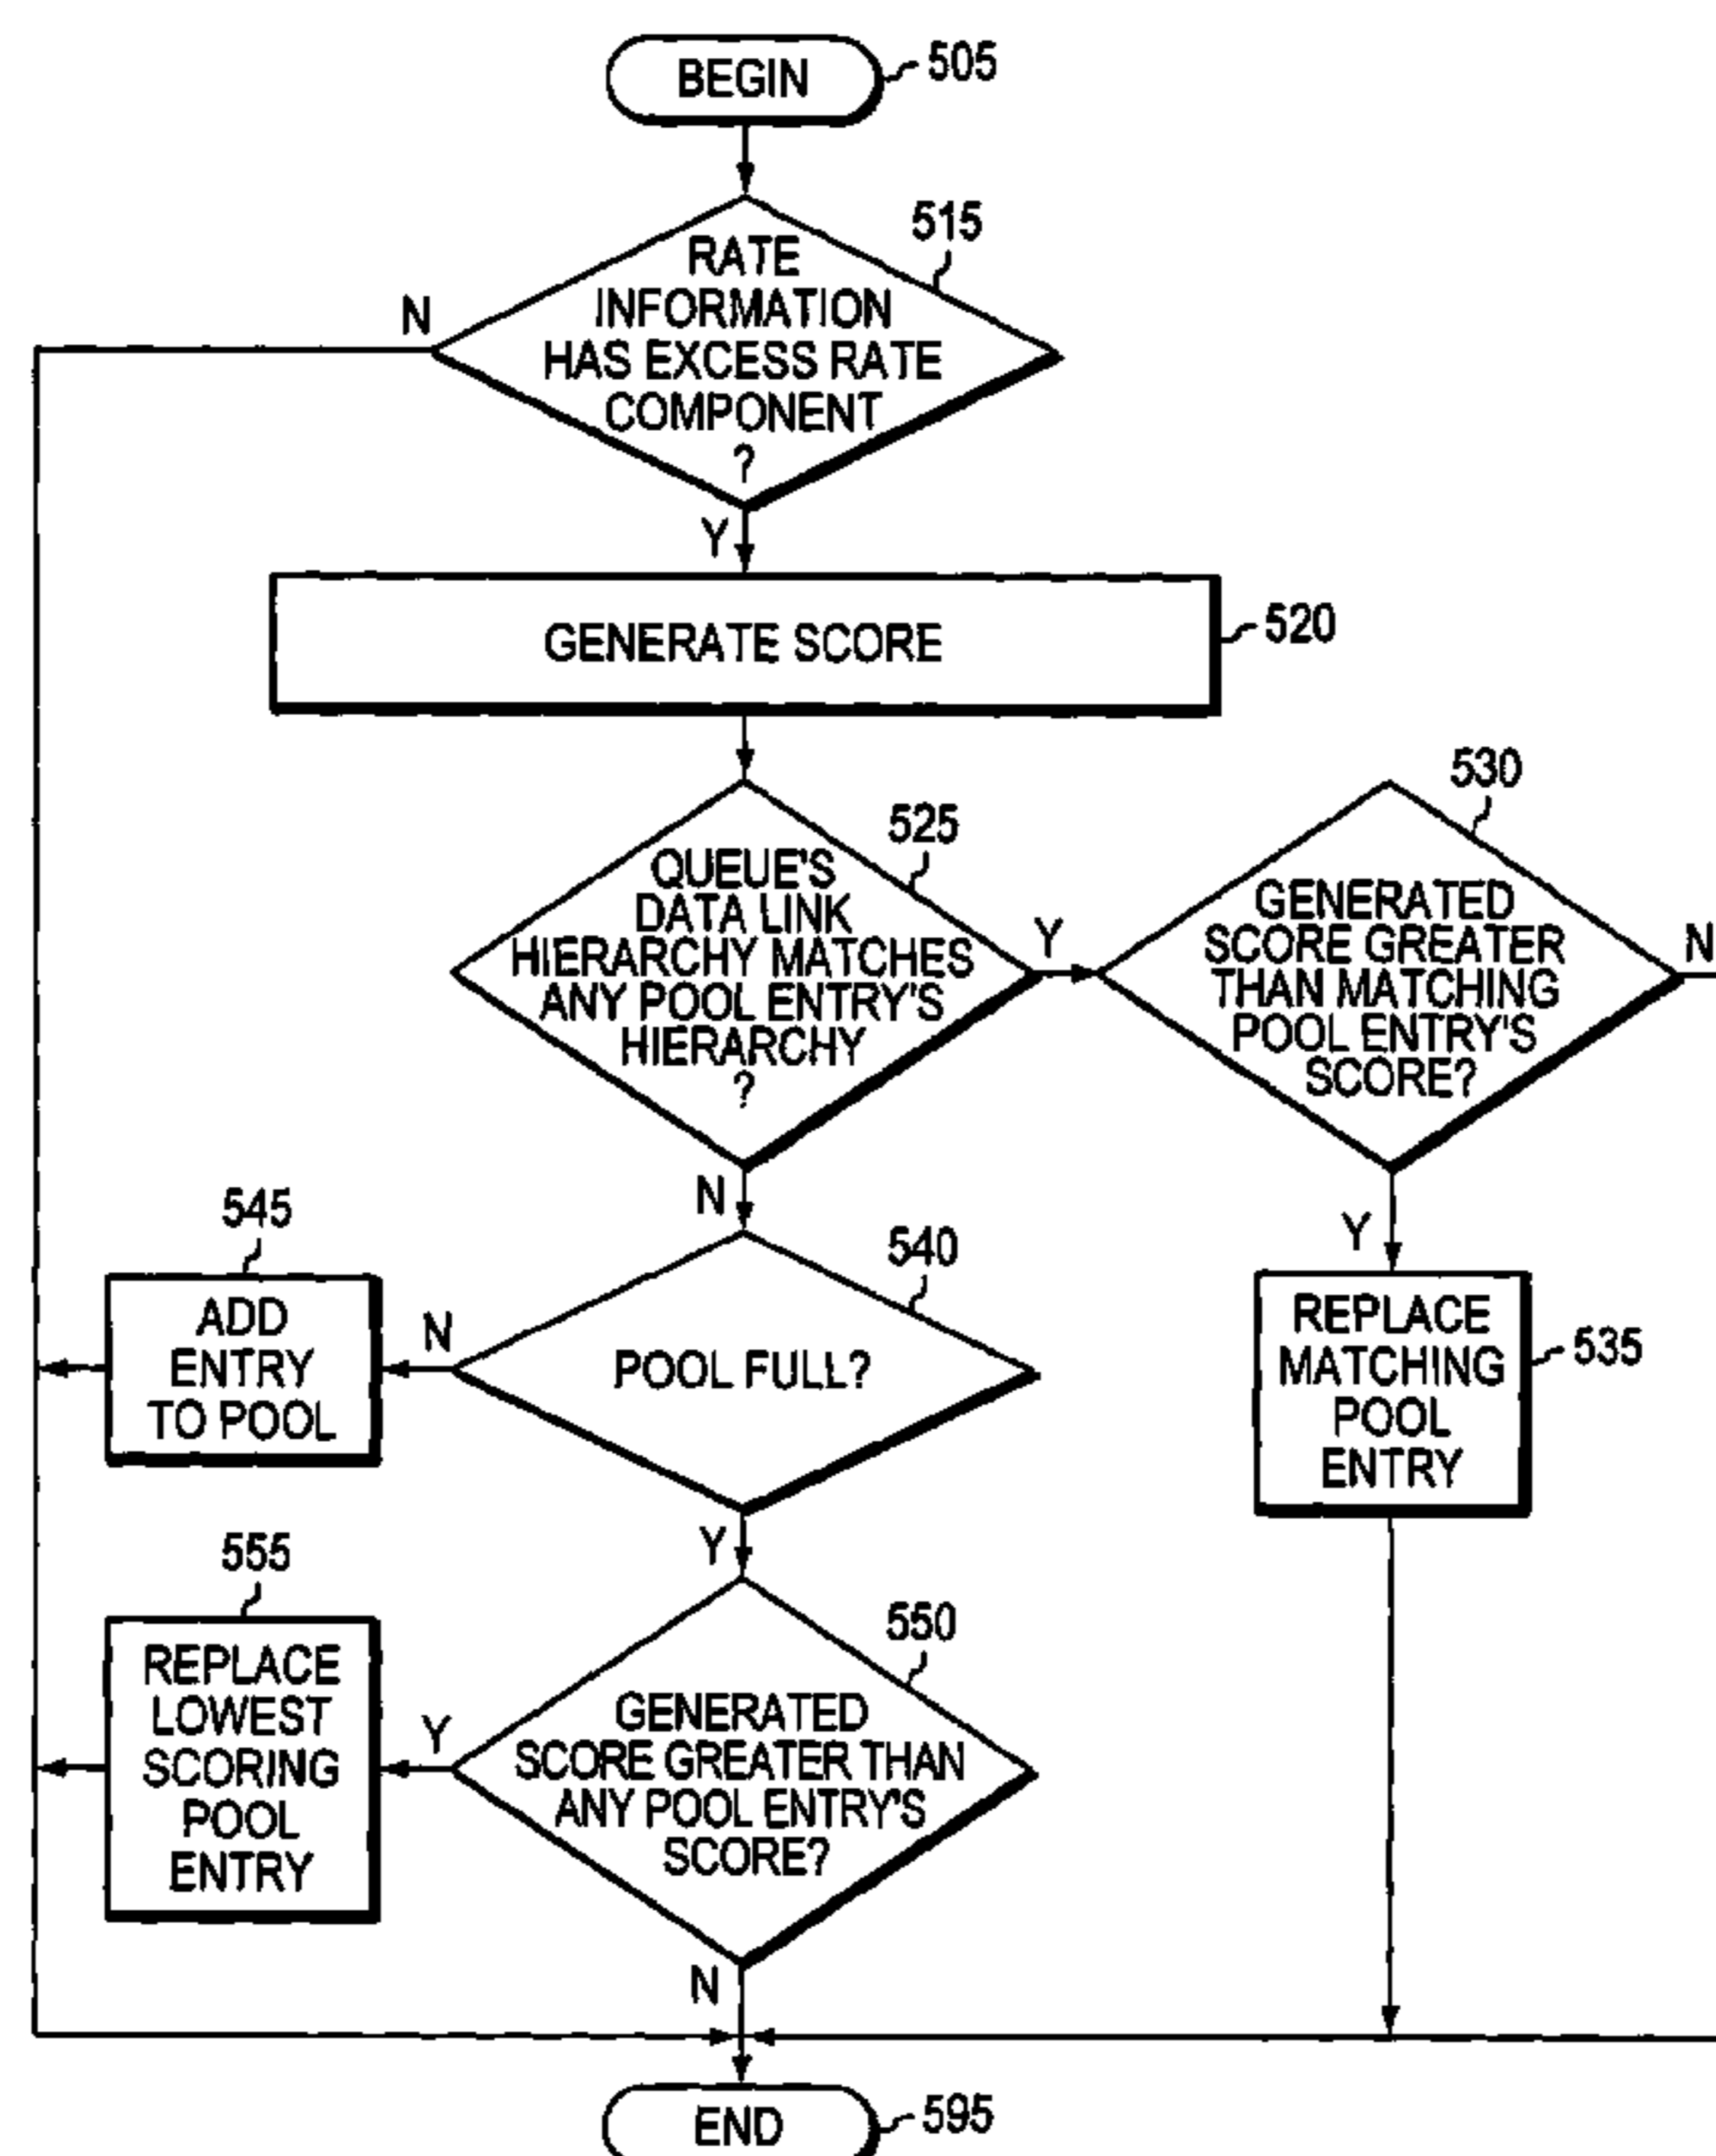 BEGIN
505
515
RATE
INFORMATION
HAS EXCESS RATE
COMPONENT
?
N
Y
GENERATE SCORE
520
525
QUEUE'S
DATA LINK
HIERARCHY MATCHES
ANY POOL ENTRY'S
HIERARCHY
?
Y
N
530
GENERATED
SCORE GREATER
THAN MATCHING
POOL ENTRY'S
SCORE?
N
Y
545
ADD
ENTRY
TO POOL
N
540
POOL FULL?
Y
REPLACE
MATCHING
POOL
ENTRY
535
555
REPLACE
LOWEST
SCORING
POOL
ENTRY
Y
550
GENERATED
SCORE GREATER THAN
ANY POOL ENTRY'S
SCORE?
N
END
595